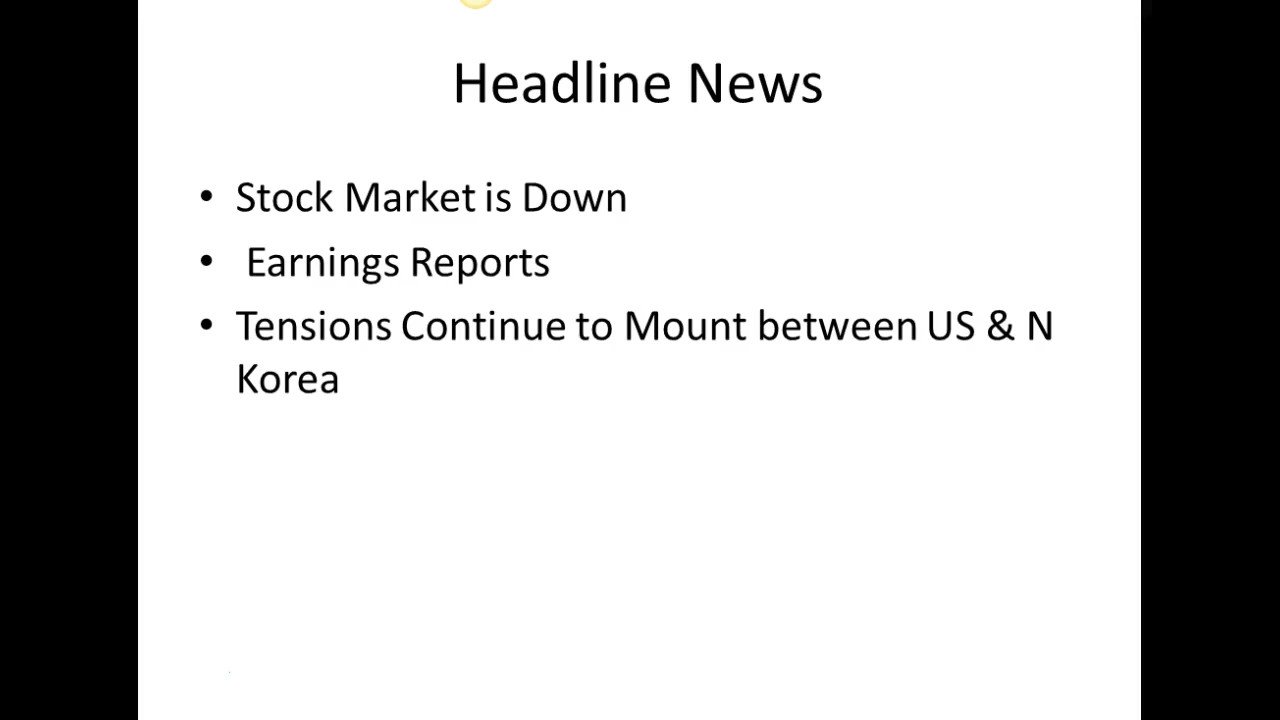 Headline News
• Stock Market is Down
• Earnings Reports
• Tensions Continue to Mount between US & N
Korea